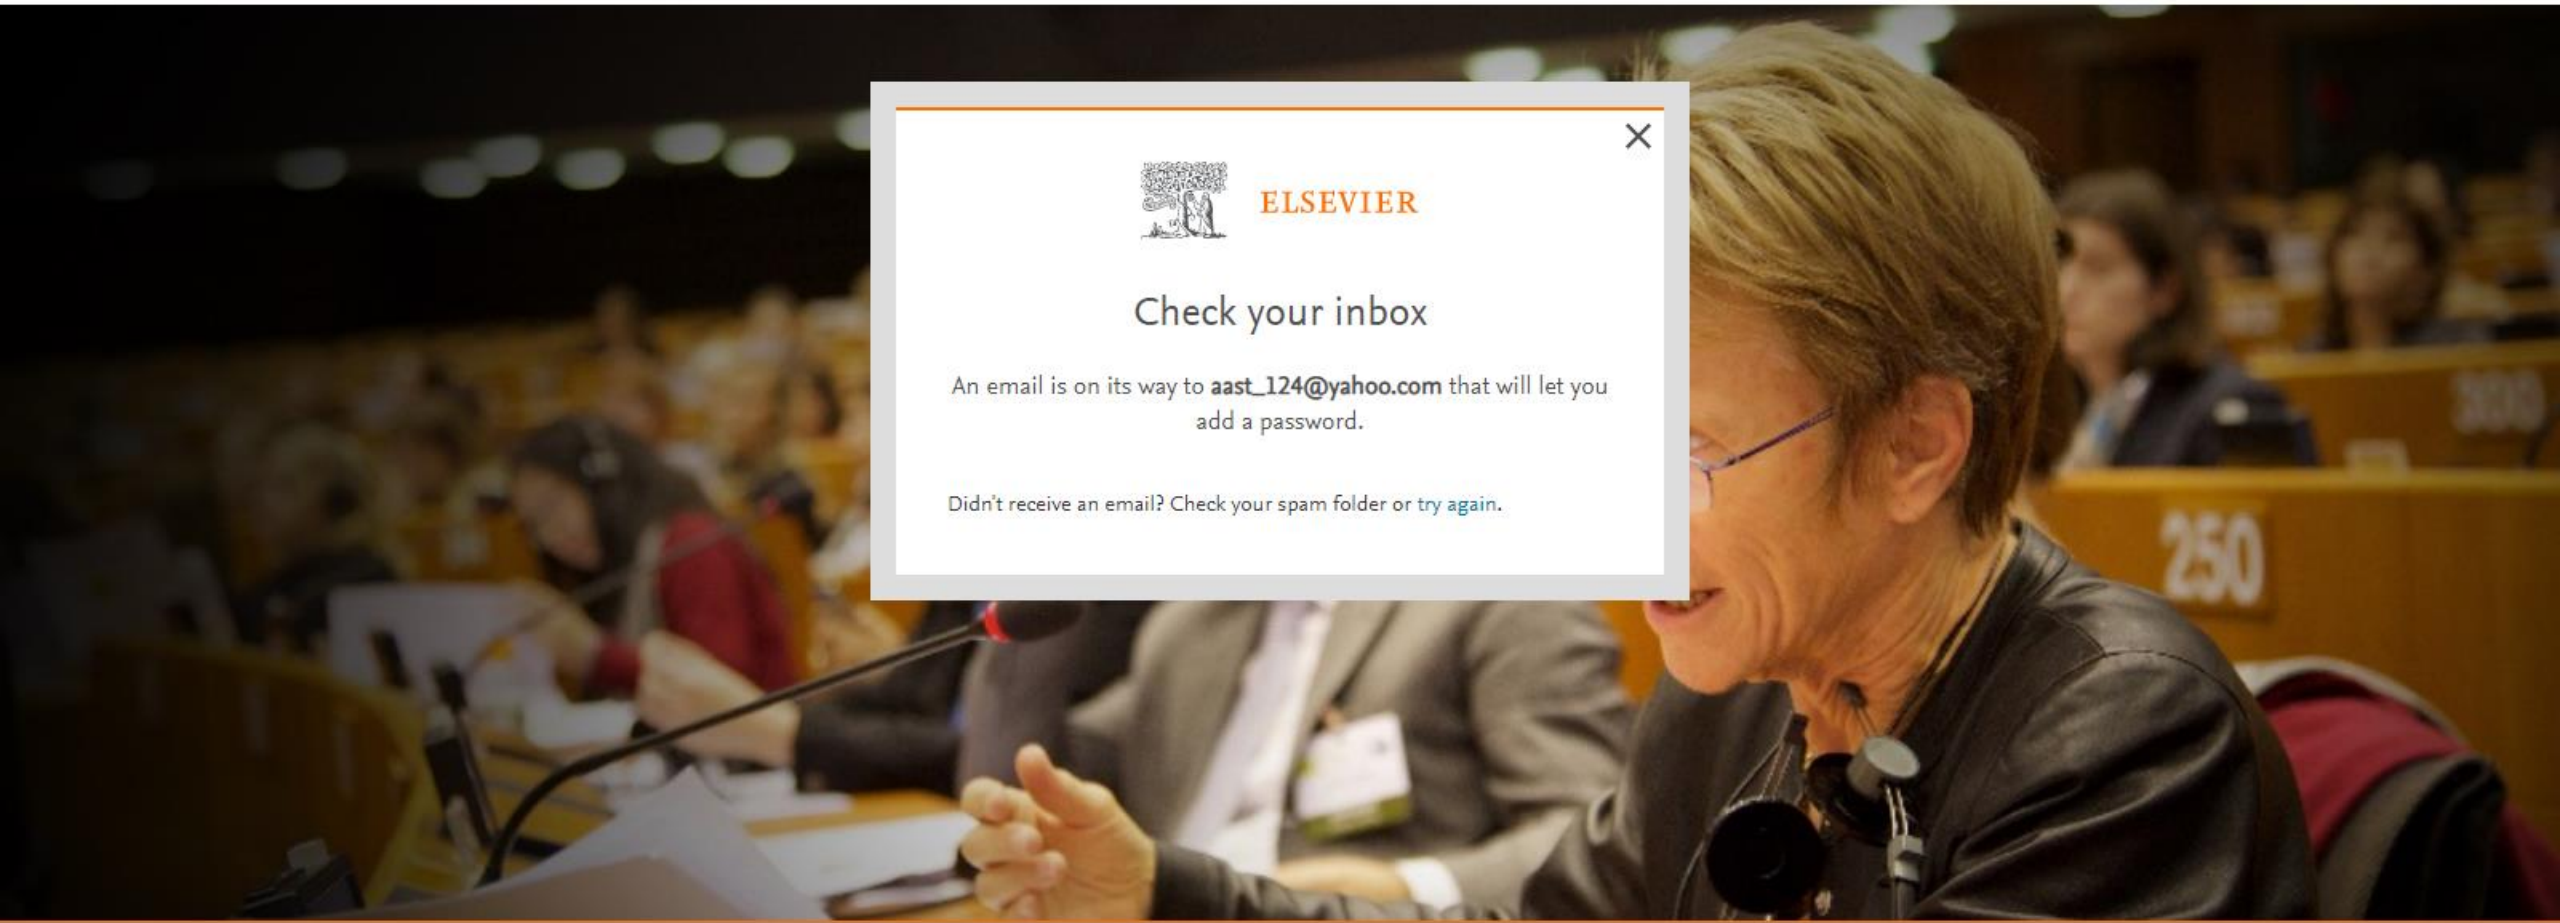 ELSEVIER
Check your inbox
An email is on its way to aast_124@yahoo.com that will let you
add a password.
Didn't receive an email? Check your spam folder or try again.
250